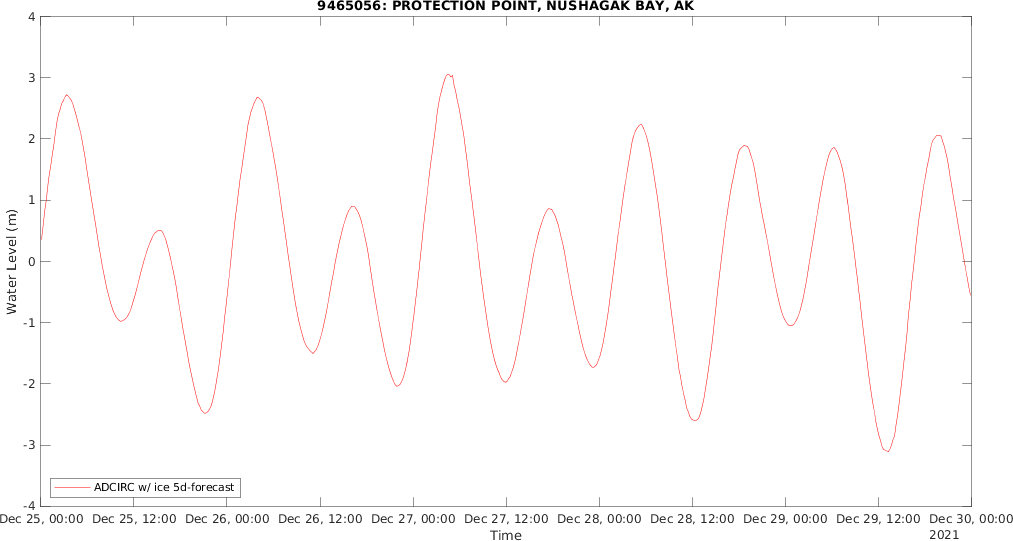 9465056: PROTECTION POINT, NUSHAGAK BAY, AK
4
3
2
1
0
-1
-2
-3
-4
Water Level (m)
ADCIRC w/ ice 5d-forecast
Dec 25, 00:00 Dec 25, 12:00 Dec 26, 00:00 Dec 26, 12:00 Dec 27, 00:00 Dec 27, 12:00 Dec 28, 00:00 Dec 28, 12:00 Dec 29, 00:00 Dec 29, 12:00 Dec 30, 00:00
Time
2021